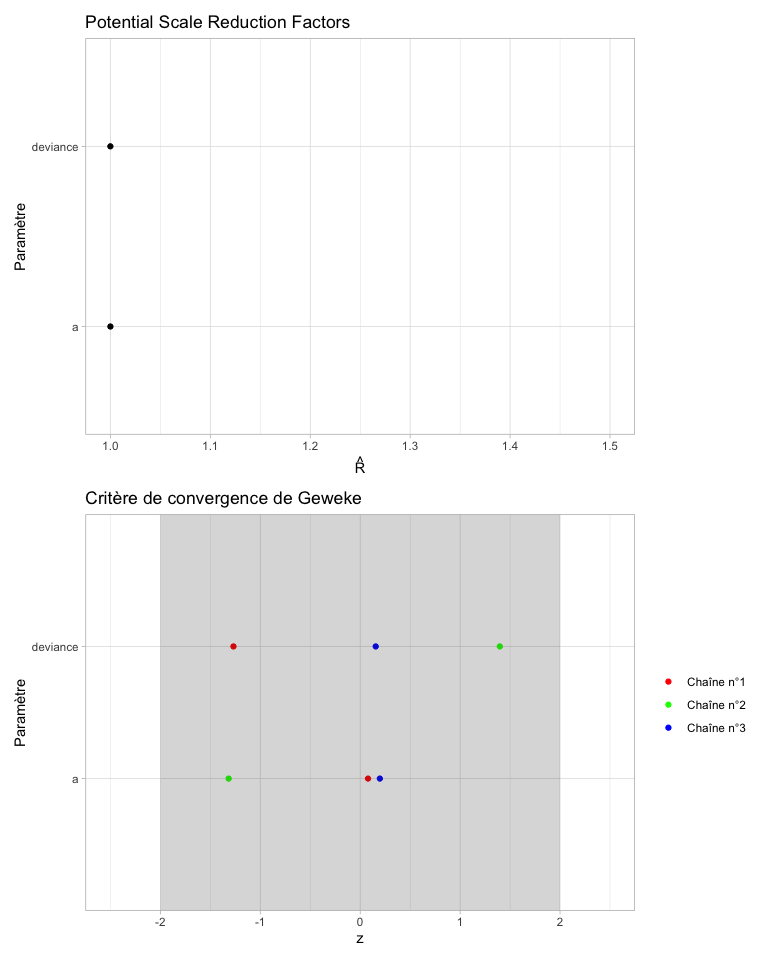 Potential Scale Reduction Factors
Paramètre
deviance
a
1.0 1.1 1.2 1.3 1.4 1.5
R̂
Critère de convergence de Geweke
Paramètre
deviance
a
-2 -1 0 1 2
z
Chaîne n°1
Chaîne n°2
Chaîne n°3